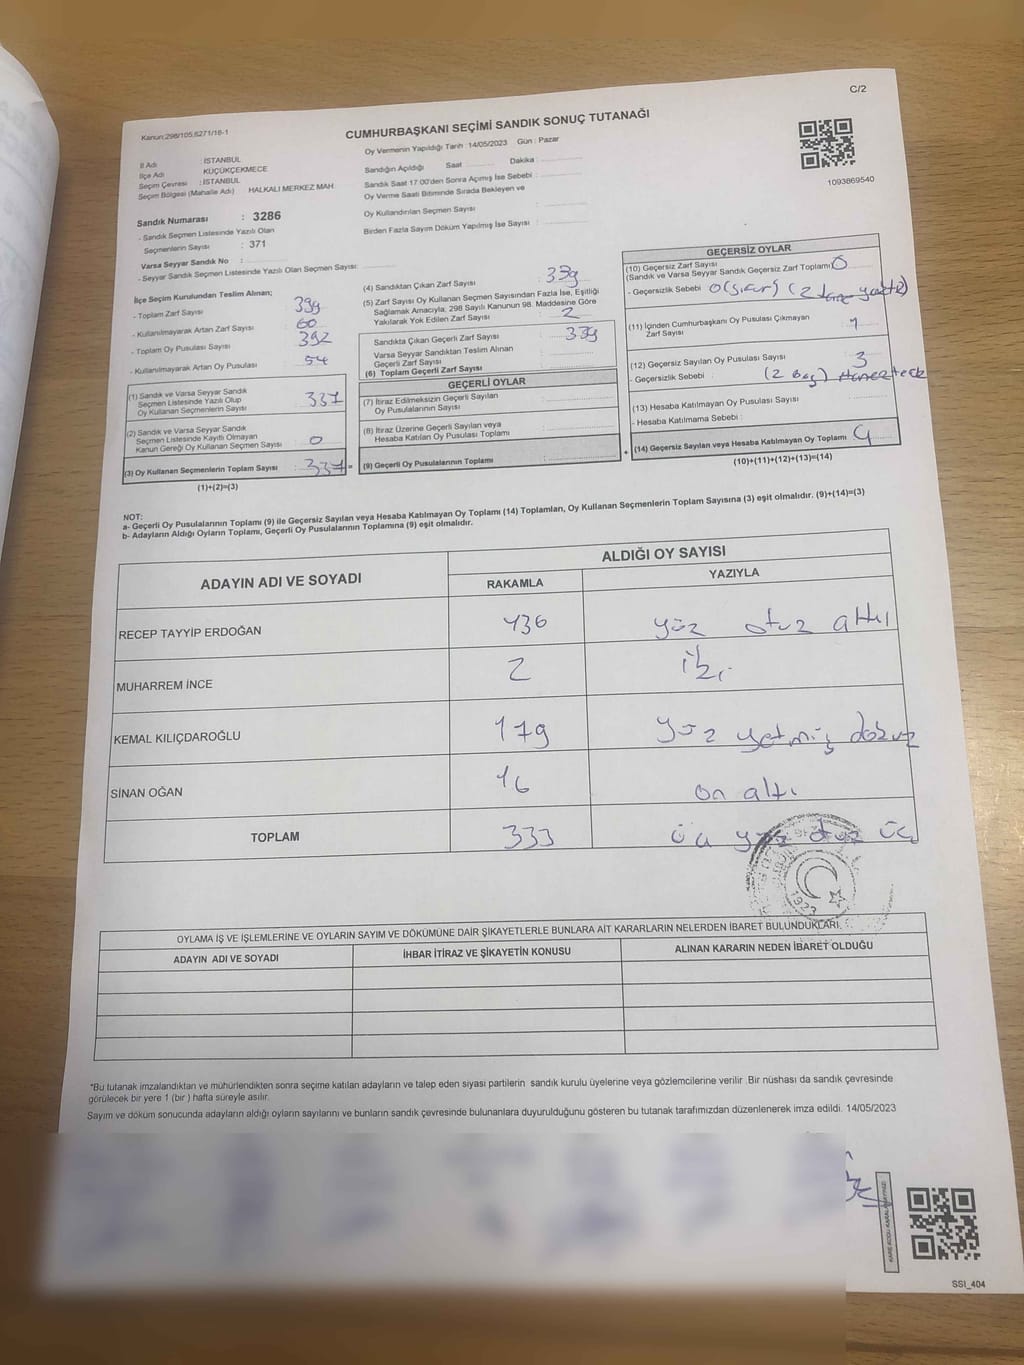 C/2
Kanun:298/105,6271/16-1
CUMHURBAŞKANI SEÇİMİ SANDIK SONUÇ TUTANAĞI
Oy Vermenin Yapıldığı Tarih :14/05/2023 Gün : Pazar
İl Adı : İSTANBUL
İlçe Adı KÜÇÜKÇEKMECE
Seçim Çevresi : İSTANBUL
Seçim Bölgesi (Mahalle Adı) HALKALI MERKEZ MAH.
Sandık Numarası : 3286
- Sandık Seçmen Listesinde Yazılı Olan
Seçmenlerin Sayısı : 371
Varsa Seyyar Sandık No :
- Seyyar Sandık Seçmen Listesinde Yazılı Olan Seçmen Sayısı:
Sandığın Açıldığı Saat Dakika :
Sandık Saat 17:00'den Sonra Açılmış İse Sebebi :
Oy Verme Saati Bitiminde Sırada Bekleyen ve
Oy Kullandırılan Seçmen Sayısı :
Birden Fazla Sayım Döküm Yapılmış İse Sayısı :
1093869540
İlçe Seçim Kurulundan Teslim Alınan;
- Toplam Zarf Sayısı : 399
- Kullanılmayarak Artan Zarf Sayısı : 60
- Toplam Oy Pusulası Sayısı : 392
- Kullanılmayarak Artan Oy Pusulası : 54
(1) Sandık ve Varsa Seyyar Sandık
Seçmen Listesinde Yazılı Olup
Oy Kullanan Seçmenlerin Sayısı : 337
(2) Sandık ve Varsa Seyyar Sandık
Seçmen Listesinde Kayıtlı Olmayan
Kanun Gereği Oy Kullanan Seçmen Sayısı : 0
(3) Oy Kullanan Seçmenlerin Toplam Sayısı : 337 =
(1)+(2)=(3)
(4) Sandıktan Çıkan Zarf Sayısı : 339
(5) Zarf Sayısı Oy Kullanan Seçmen Sayısından Fazla İse, Eşitliği
Sağlamak Amacıyla; 298 Sayılı Kanunun 98. Maddesine Göre
Yakılarak Yok Edilen Zarf Sayısı : 2
Sandıkta Çıkan Geçerli Zarf Sayısı : 339
Varsa Seyyar Sandıktan Teslim Alınan
Geçerli Zarf Sayısı :
(6) Toplam Geçerli Zarf Sayısı :
GEÇERLİ OYLAR
(7) İtiraz Edilmeksizin Geçerli Sayılan
Oy Pusulalarının Sayısı :
(8) İtiraz Üzerine Geçerli Sayılan veya
Hesaba Katılan Oy Pusulası Toplamı :
(9) Geçerli Oy Pusulalarının Toplamı : +
GEÇERSİZ OYLAR
(10) Geçersiz Zarf Sayısı
(Sandık ve Varsa Seyyar Sandık Geçersiz Zarf Toplamı) 0
- Geçersizlik Sebebi 0 (sıfır) (2 tane
(11) İçinden Cumhurbaşkanı Oy Pusulası Çıkmayan
Zarf Sayısı : 1
(12) Geçersiz Sayılan Oy Pusulası Sayısı : 3
- Geçersizlik Sebebi : (2 boş)
(13) Hesaba Katılmayan Oy Pusulası Sayısı :
- Hesaba Katılmama Sebebi :
(14) Geçersiz Sayılan veya Hesaba Katılmayan Oy Toplamı :
(10)+(11)+(12)+(13)=(14)
NOT:
a- Geçerli Oy Pusulalarının Toplamı (9) ile Geçersiz Sayılan veya Hesaba Katılmayan Oy Toplamı (14) Toplamları, Oy Kullanan Seçmenlerin Toplam Sayısına (3) eşit olmalıdır. (9)+(14)=(3)
b- Adayların Aldığı Oyların Toplamı, Geçerli Oy Pusulalarının Toplamına (9) eşit olmalıdır.
ADAYIN ADI VE SOYADI
ALDIĞI OY SAYISI
RAKAMLA YAZIYLA
RECEP TAYYİP ERDOĞAN 136 yüz otuz altı
MUHARREM İNCE 2 iki
KEMAL KILIÇDAROĞLU 179 yüz yetmiş dokuz
SİNAN OĞAN 16 on altı
TOPLAM 333 üç yüz otuz üç
1923
OYLAMA İŞ VE İŞLEMLERİNE VE OYLARIN SAYIM VE DÖKÜMÜNE DAİR ŞİKAYETLERLE BUNLARA AİT KARARLARIN NELERDEN İBARET BULUNDUKLARI
ADAYIN ADI VE SOYADI İHBAR İTİRAZ VE ŞİKAYETİN KONUSU ALINAN KARARIN NEDEN İBARET OLDUĞU
*Bu tutanak imzalandıktan ve mühürlendikten sonra seçime katılan adayların ve talep eden siyasi partilerin sandık kurulu üyelerine veya gözlemcilerine verilir .Bir nüshası da sandık çevresinde
görülecek bir yere 1 (bir ) hafta süreyle asılır.
Sayım ve döküm sonucunda adayların aldığı oyların sayılarını ve bunların sandık çevresinde bulunanlara duyurulduğunu gösteren bu tutanak tarafımızdan düzenlenerek imza edildi. 14/05/2023
KARE KODU KARALAMAYINIZ!
SSI_404